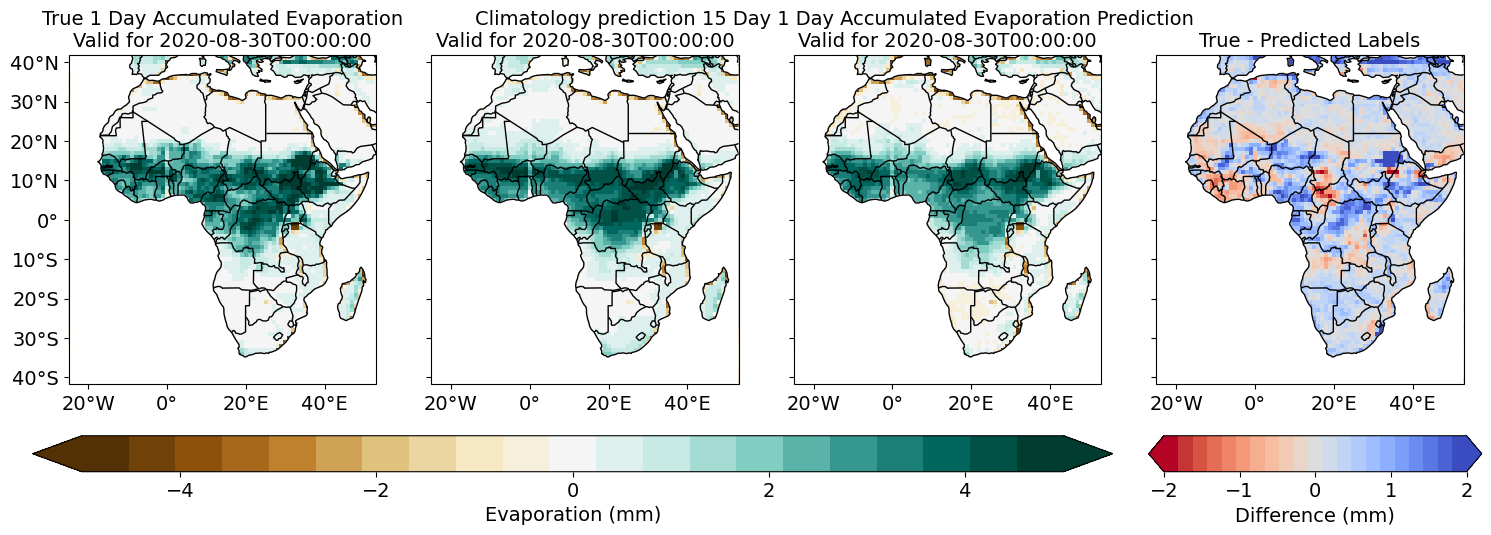 True 1 Day Accumulated Evaporation
Valid for 2020-08-30T00:00:00
Climatology prediction 15 Day 1 Day Accumulated Evaporation Prediction
Valid for 2020-08-30T00:00:00
Valid for 2020-08-30T00:00:00
True - Predicted Labels
40°N
30°N
20°N
10°N
0°
10°S
20°S
30°S
40°S
20°W 0° 20°E 40°E
20°W 0° 20°E 40°E
20°W 0° 20°E 40°E
20°W 0° 20°E 40°E
−4 −2 0 2 4
Evaporation (mm)
−2 −1 0 1 2
Difference (mm)